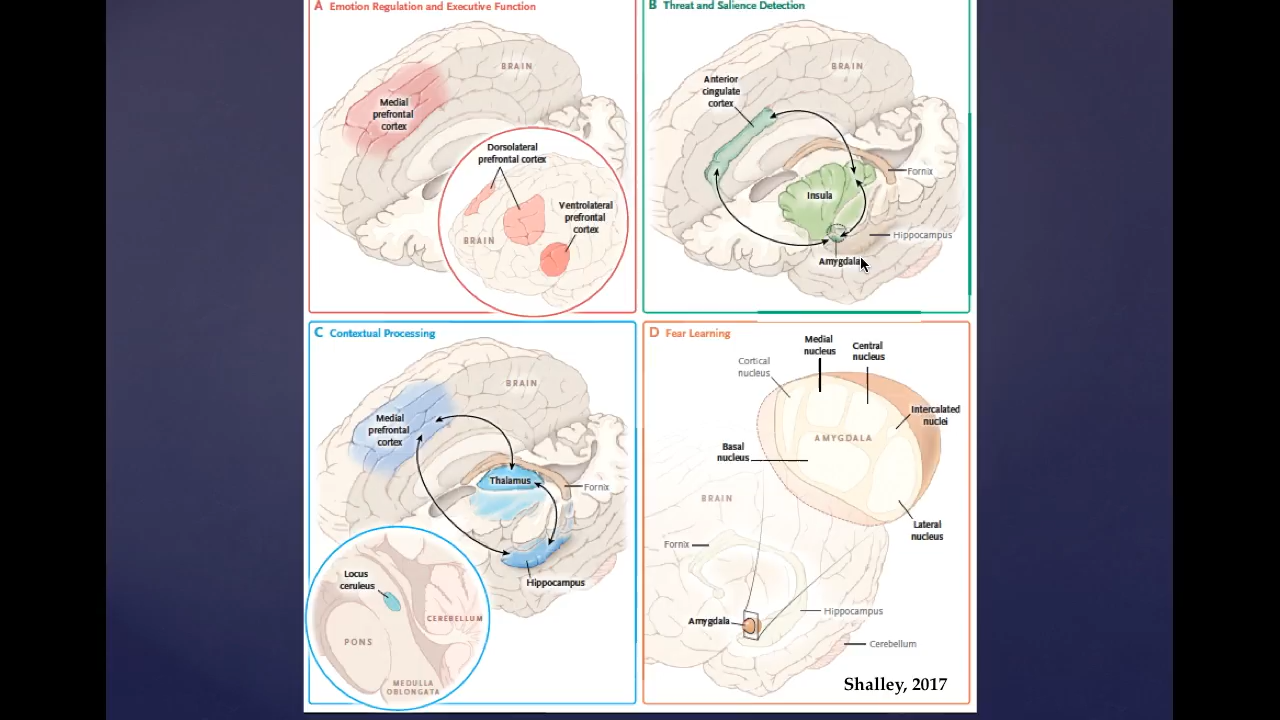 A Emotion Regulation and Executive Function
BRAIN
Medial
prefrontal
cortex
Dorsolateral
prefrontal cortex
Ventrolateral
prefrontal
cortex
BRAIN
B Threat and Salience Detection
BRAIN
Anterior
cingulate
cortex
Fornix
Insula
Hippocampus
Amygdala
C Contextual Processing
BRAIN
Medial
prefrontal
cortex
Thalamus
Fornix
Hippocampus
Locus
ceruleus
CEREBELLUM
PONS
MEDULLA
OBLONGATA
D Fear Learning
Medial
nucleus
Central
nucleus
Cortical
nucleus
Intercalated
nuclei
AMYGDALA
Basal
nucleus
BRAIN
Lateral
nucleus
Fornix
Hippocampus
Amygdala
Cerebellum
Shalley, 2017